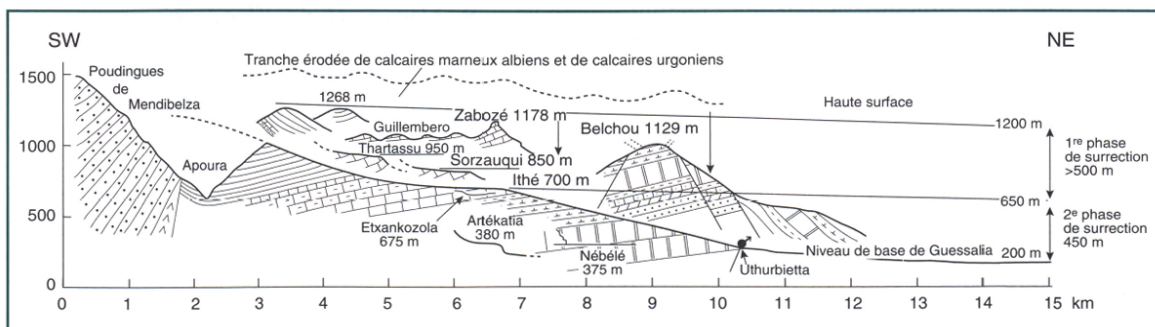 SW
NE
Tranche érodée de calcaires marneux albiens et de calcaires urgoniens
1500
Poudingues
de
Mendibelza
1268 m
Zabozé 1178 m
Haute surface
1200 m
Guillembero
Belchou 1129 m
1000
Thartassu 950 m
Apoura
Sorzauqui 850 m
1re phase
de surrection
>500 m
Ithé 700 m
650 m
500
Etxankozola
675 m
Artékatia
380 m
2e phase
de surrection
450 m
Nébélé
375 m
Niveau de base de Guessalia
200 m
Uthurbietta
0
0 1 2 3 4 5 6 7 8 9 10 11 12 13 14 15 km